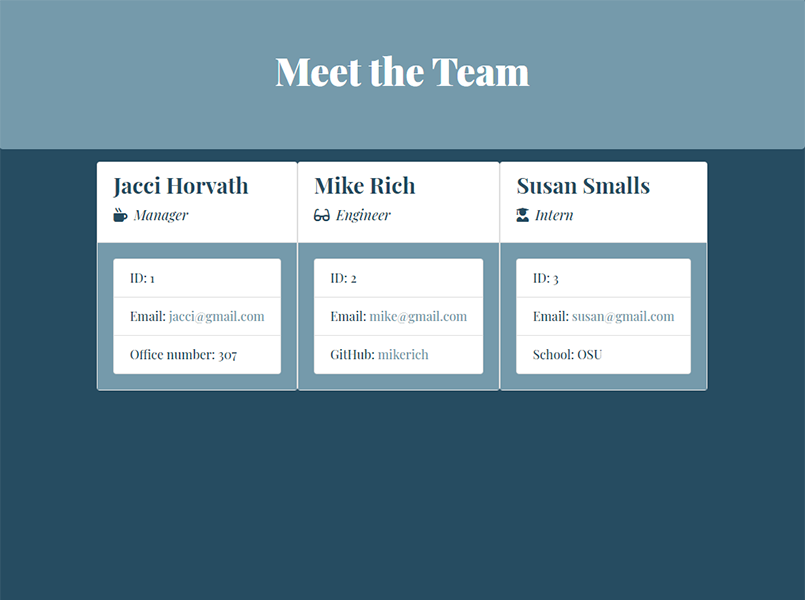 Meet the Team
Jacci Horvath
Manager
ID: 1
Email: jacci@gmail.com
Office number: 307
Mike Rich
Engineer
ID: 2
Email: mike@gmail.com
GitHub: mikerich
Susan Smalls
Intern
ID: 3
Email: susan@gmail.com
School: OSU